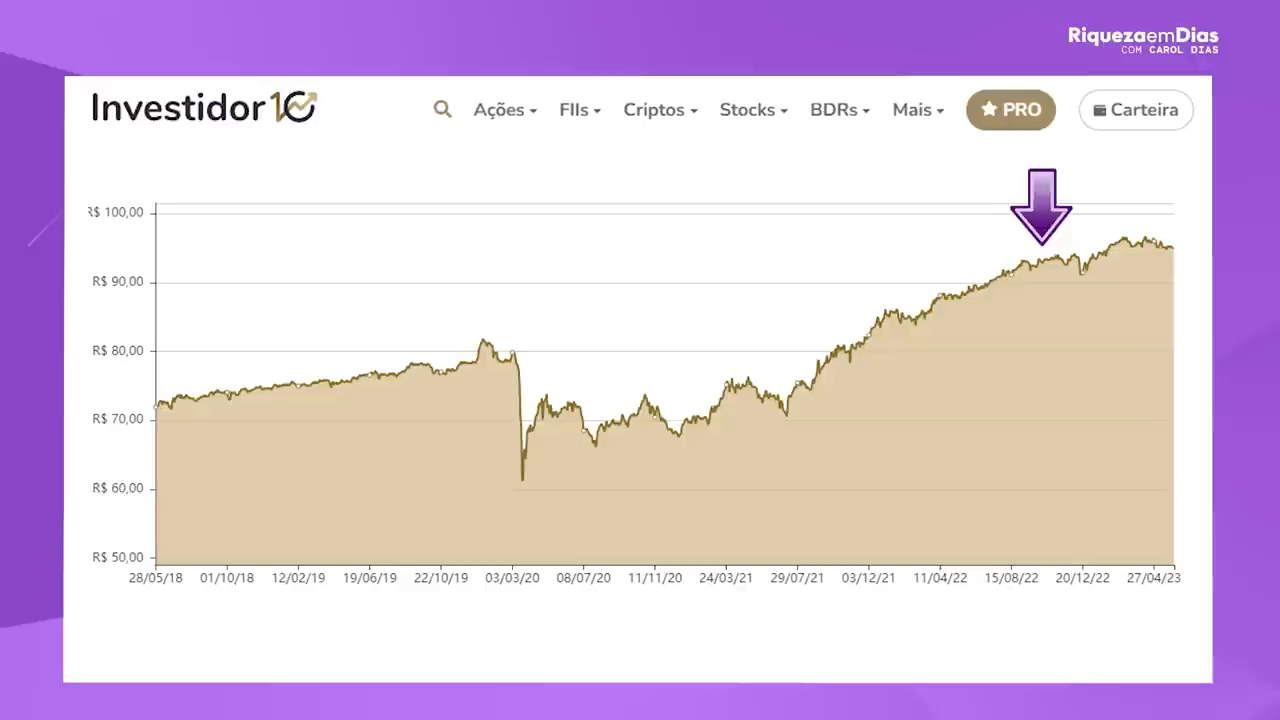 RiquezaemDias
COM CAROL DIAS
Investidor10
Ações
FIIs
Criptos
Stocks
BDRs
Mais
PRO
Carteira
R$ 100,00
R$ 90,00
R$ 80,00
R$ 70,00
R$ 60,00
R$ 50,00
28/05/18 01/10/18 12/02/19 19/06/19 22/10/19 03/03/20 08/07/20 11/11/20 24/03/21 29/07/21 03/12/21 11/04/22 15/08/22 20/12/22 27/04/23